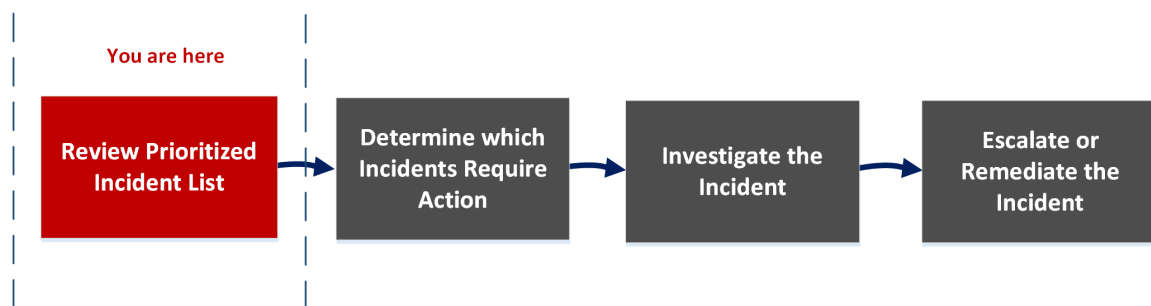 You are here
Review Prioritized
Incident List
Determine which
Incidents Require
Action
Investigate the
Incident
Escalate or
Remediate the
Incident